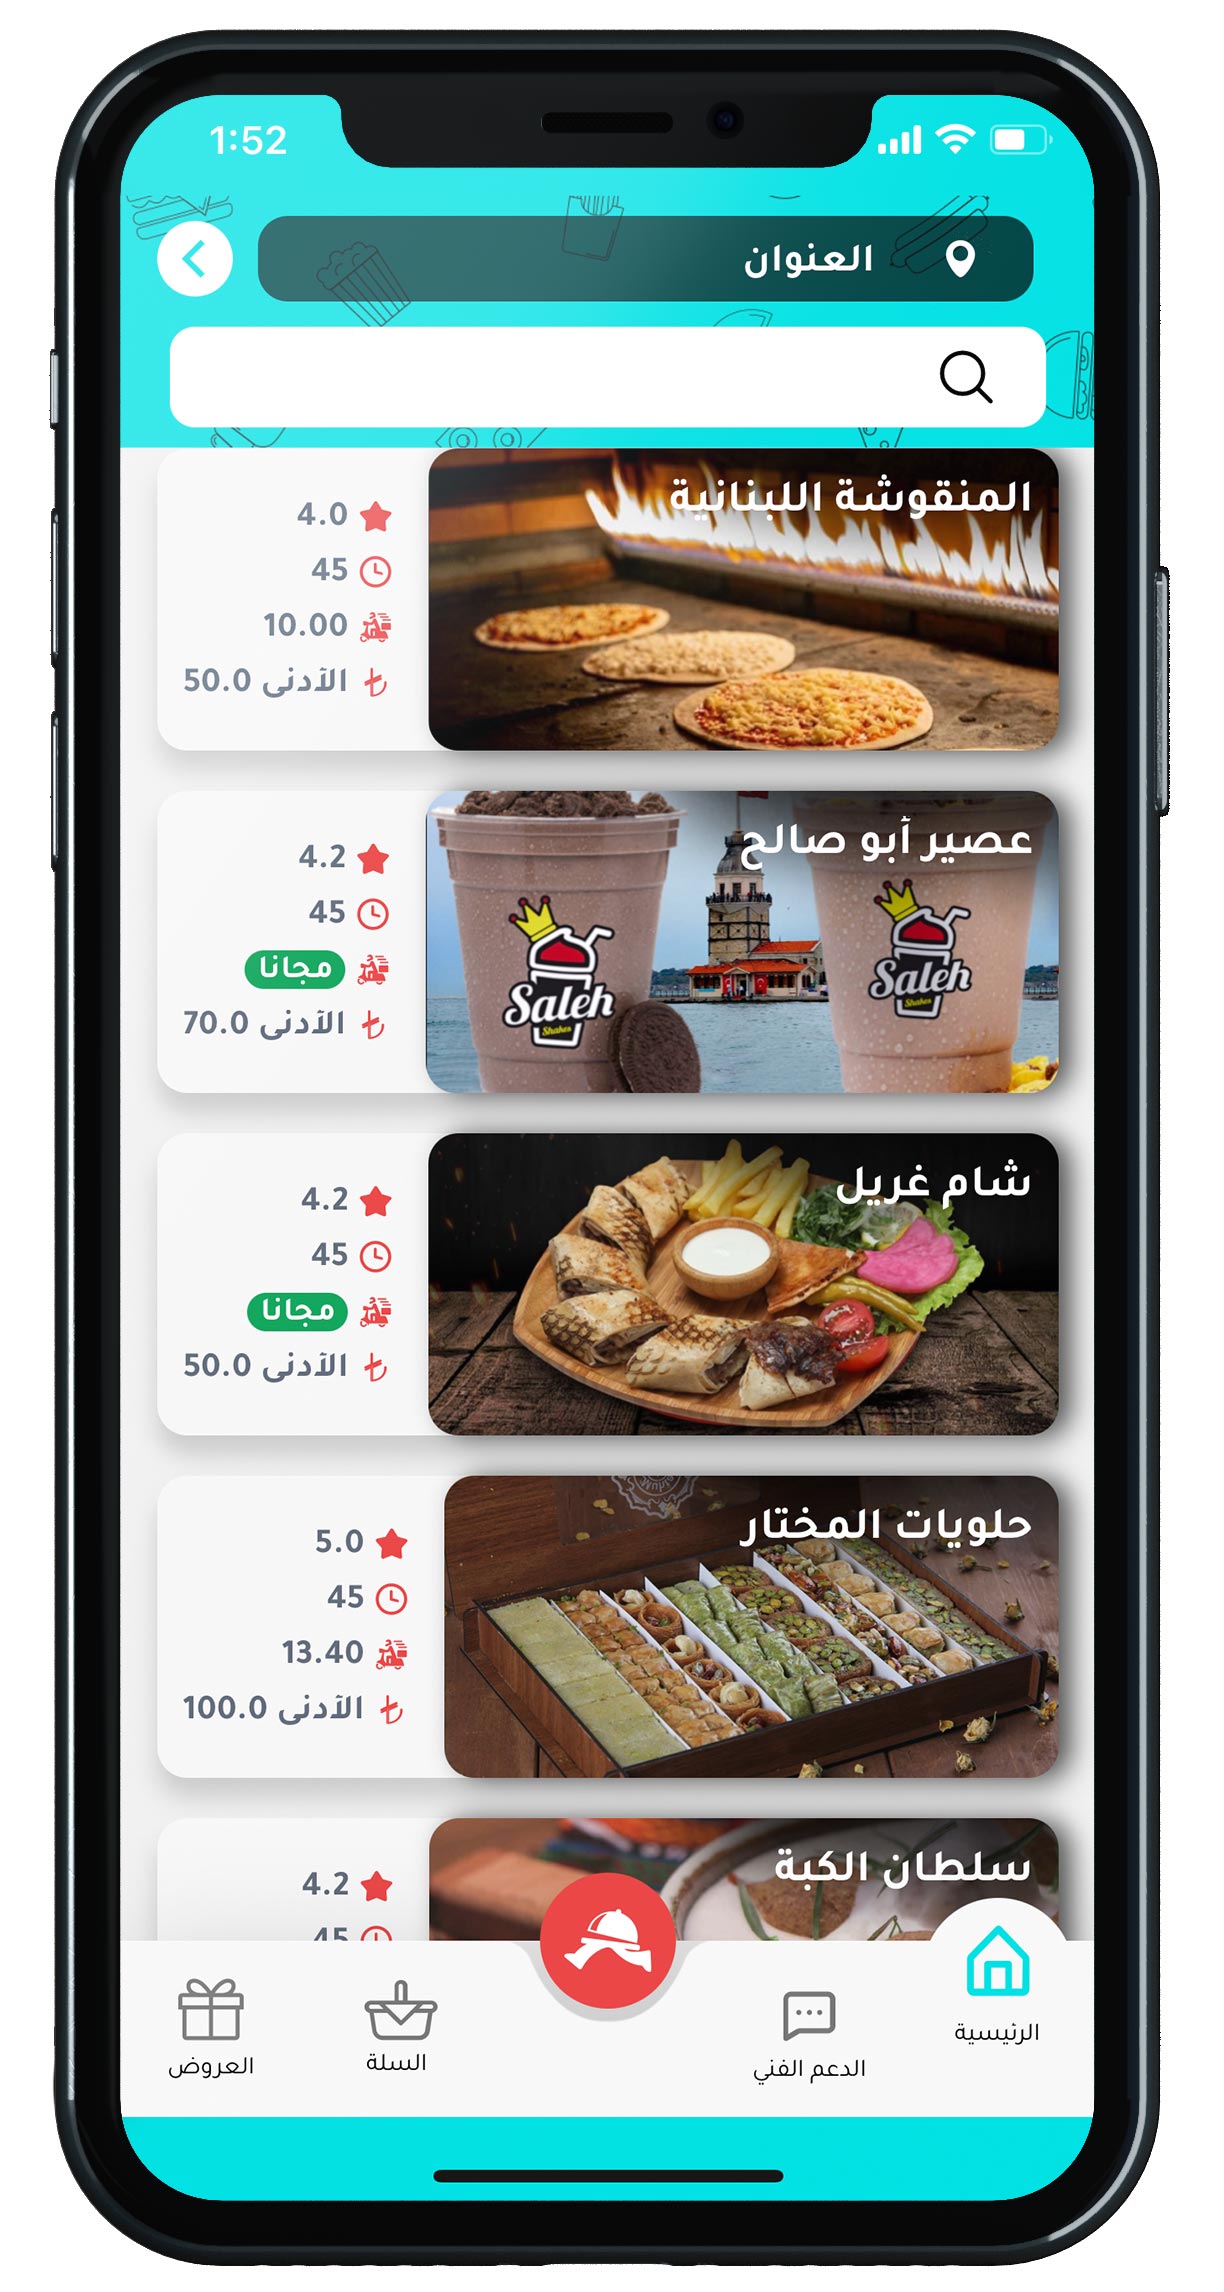 1:52
العنوان
المنقوشة اللبنانية
4.0
45
10.00
الأدنى 50.0
عصير أبو صالح
Saleh
Shakes
Saleh
Shakes
4.2
45
مجانا
الأدنى 70.0
شام غريل
4.2
45
مجانا
الأدنى 50.0
حلويات المختار
5.0
45
13.40
الأدنى 100.0
سلطان الكبة
4.2
45
الرئيسية
الدعم الفني
السلة
العروض